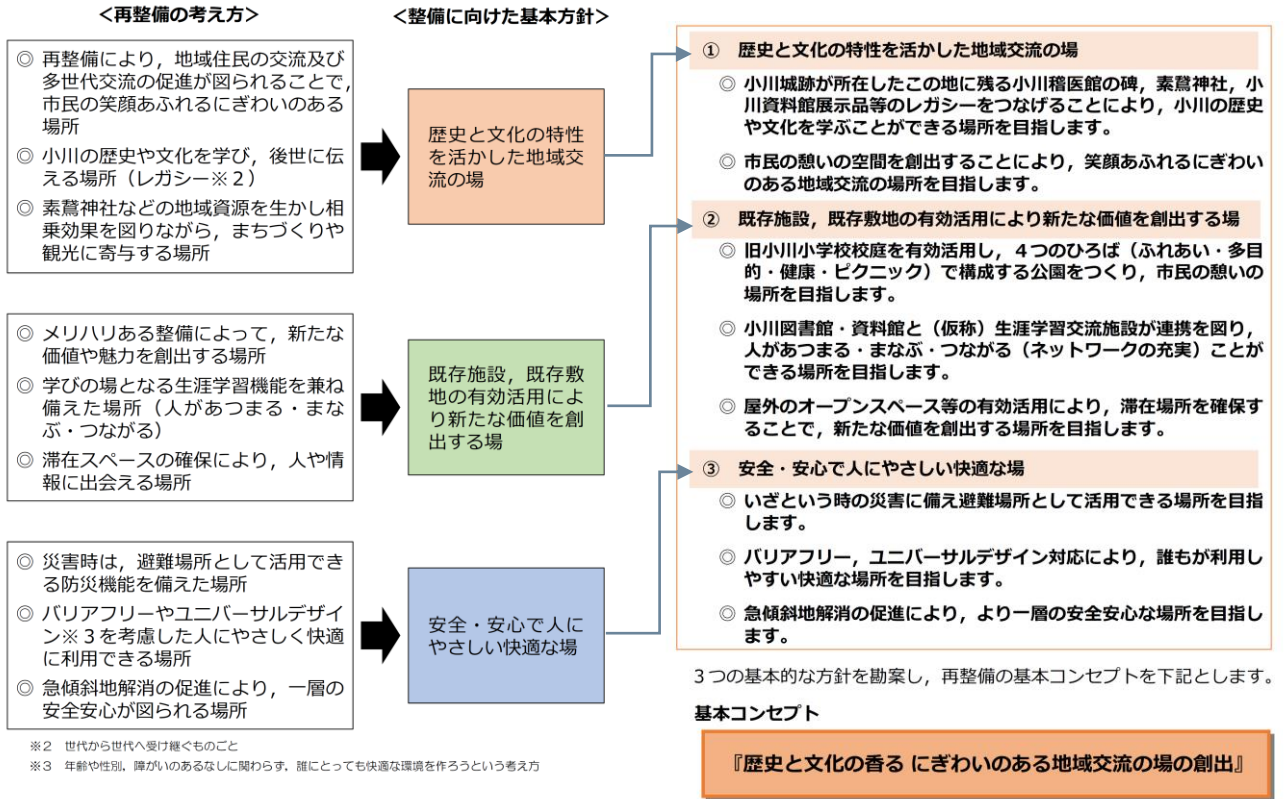 <再整備の考え方>
◎ 再整備により，地域住民の交流及び
多世代交流の促進が図られることで，
市民の笑顔あふれるにぎわいのある
場所
◎ 小川の歴史や文化を学び，後世に伝
える場所（レガシー※２）
◎ 素鵞神社などの地域資源を生かし相
乗効果を図りながら，まちづくりや
観光に寄与する場所
◎ メリハリある整備によって，新たな
価値や魅力を創出する場所
◎ 学びの場となる生涯学習機能を兼ね
備えた場所（人があつまる・まな
ぶ・つながる）
◎ 滞在スペースの確保により，人や情
報に出会える場所
◎ 災害時は，避難場所として活用でき
る防災機能を備えた場所
◎ バリアフリーやユニバーサルデザイ
ン※３を考慮した人にやさしく快適
に利用できる場所
◎ 急傾斜地解消の促進により，一層の
安全安心が図られる場所
※２ 世代から世代へ受け継ぐものごと
※３ 年齢や性別，障がいのあるなしに関わらず，誰にとっても快適な環境を作ろうという考え方
<整備に向けた基本方針>
歴史と文化の特性
を活かした地域交
流の場
既存施設，既存敷
地の有効活用によ
り新たな価値を創
出する場
安全・安心で人に
やさしい快適な場
① 歴史と文化の特性を活かした地域交流の場
◎ 小川城跡が所在したこの地に残る小川稽医館の碑，素鵞神社，小
川資料館展示品等のレガシーをつなげることにより，小川の歴史
や文化を学ぶことができる場所を目指します。
◎ 市民の憩いの空間を創出することにより，笑顔あふれるにぎわい
のある地域交流の場所を目指します。
② 既存施設，既存敷地の有効活用により新たな価値を創出する場
◎ 旧小川小学校校庭を有効活用し，４つのひろば（ふれあい・多目
的・健康・ピクニック）で構成する公園をつくり，市民の憩いの
場所を目指します。
◎ 小川図書館・資料館と（仮称）生涯学習交流施設が連携を図り，
人があつまる・まなぶ・つながる（ネットワークの充実）ことが
できる場所を目指します。
◎ 屋外のオープンスペース等の有効活用により，滞在場所を確保す
ることで，新たな価値を創出する場所を目指します。
③ 安全・安心で人にやさしい快適な場
◎ いざという時の災害に備え避難場所として活用できる場所を目指
します。
◎ バリアフリー，ユニバーサルデザイン対応により，誰もが利用し
やすい快適な場所を目指します。
◎ 急傾斜地解消の促進により，より一層の安全安心な場所を目指し
ます。
３つの基本的な方針を勘案し，再整備の基本コンセプトを下記とします。
基本コンセプト
『歴史と文化の香る にぎわいのある地域交流の場の創出』